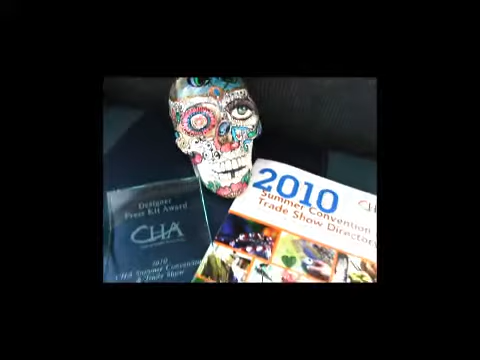 2010
Summer Convention
Trade Show Directory
Designer
Press Kit Award
CHA
2010
CHA Summer Convention
& Trade Show